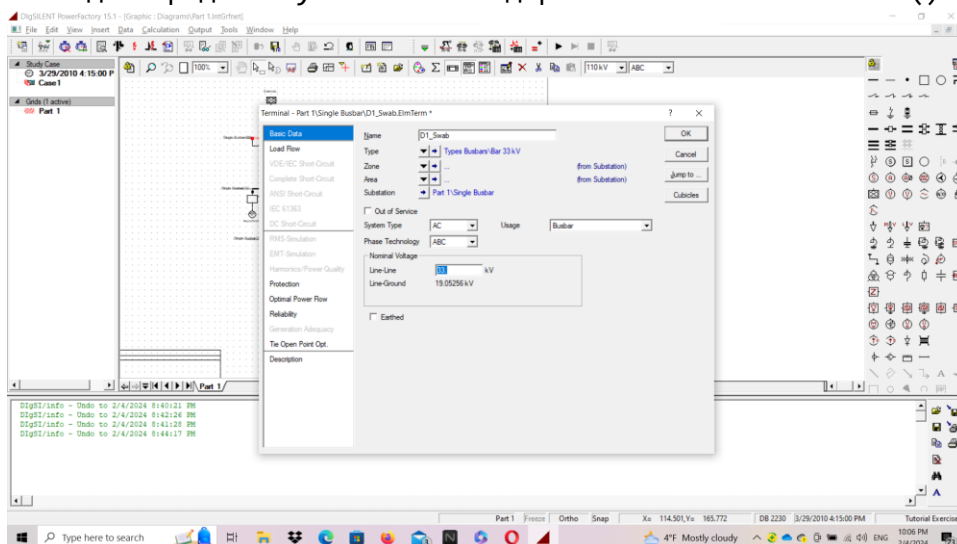 DIgSILENT PowerFactory 15.1 - [Graphic : Diagrams\Part 1.IntGrfnet]
File Edit View Insert Data Calculation Output Tools Window Help
100%
110 kV
ABC
Study Case
3/29/2010 4:15:00 P
Case1
Grids (1 active)
Part 1
Terminal - Part 1\Single Busbar\D1_Swab.ElmTerm *
? X
Basic Data
Load Flow
VDE/IEC Short-Circuit
Complete Short-Circuit
ANSI Short-Circuit
IEC 61363
DC Short-Circuit
RMS-Simulation
EMT-Simulation
Harmonics/Power Quality
Protection
Optimal Power Flow
Reliability
Generation Adequacy
Tie Open Point Opt.
Description
Name D1_Swab
Type Types Busbars\Bar 33 kV
Zone ... (from Substation)
Area ... (from Substation)
Substation Part 1\Single Busbar
Out of Service
System Type AC Usage Busbar
Phase Technology ABC
Nominal Voltage
Line-Line 33. kV
Line-Ground 19.05256 kV
Earthed
OK
Cancel
Jump to ...
Cubicles
Part 1
DIgSI/info - Undo to 2/4/2024 8:40:21 PM
DIgSI/info - Undo to 2/4/2024 8:42:26 PM
DIgSI/info - Undo to 2/4/2024 8:41:28 PM
DIgSI/info - Undo to 2/4/2024 8:44:17 PM
Part 1 Freeze Ortho Snap X= 114.501,Y= 165.772 DB 2230 3/29/2010 4:15:00 PM Tutorial Exercise
Type here to search
4°F Mostly cloudy
ENG
10:06 PM
2/4/2024